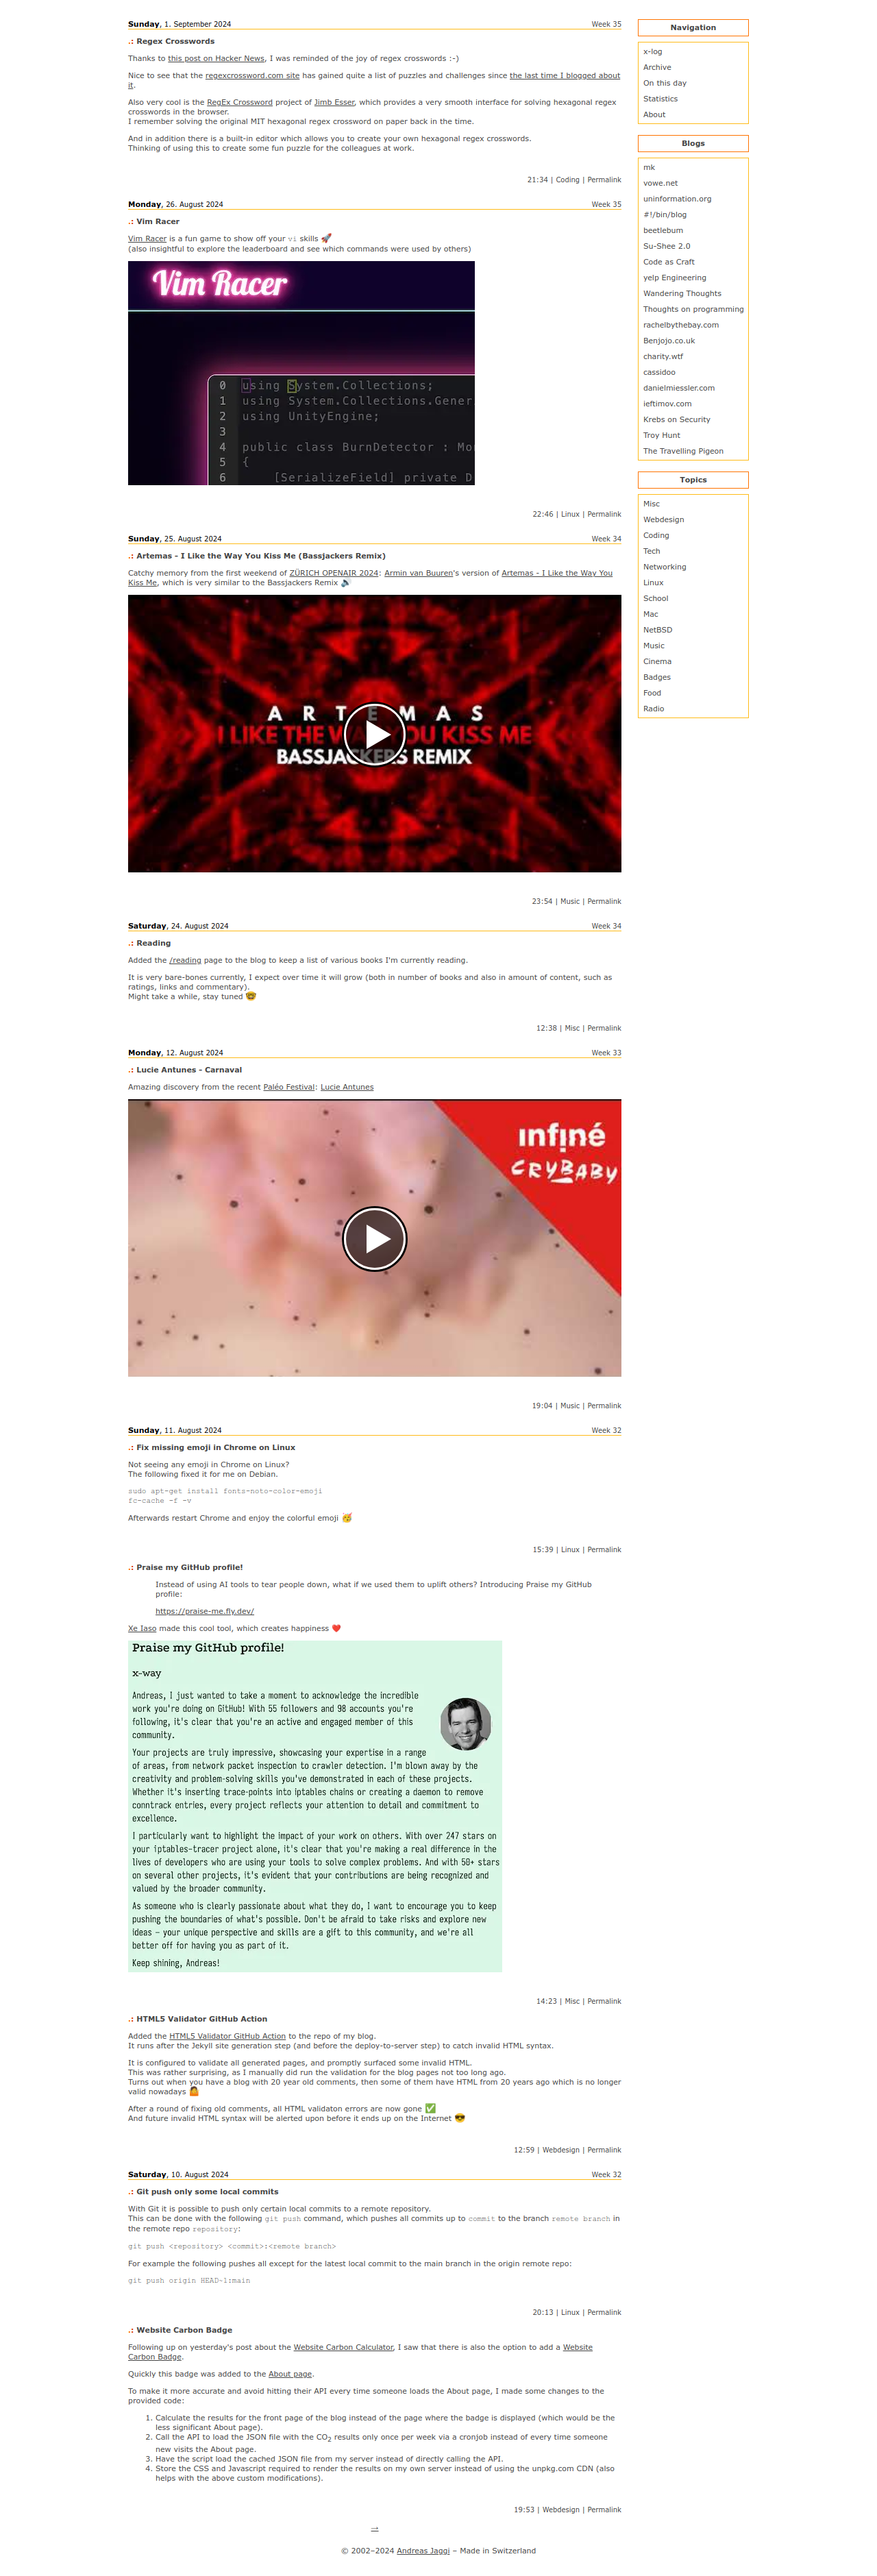 Sunday, 1. September 2024 Week 35
.: Regex Crosswords
Thanks to this post on Hacker News, I was reminded of the joy of regex crosswords :-)
Nice to see that the regexcrossword.com site has gained quite a list of puzzles and challenges since the last time I blogged about
it.
Also very cool is the RegEx Crossword project of Jimb Esser, which provides a very smooth interface for solving hexagonal regex
crosswords in the browser.
I remember solving the original MIT hexagonal regex crossword on paper back in the time.
And in addition there is a built-in editor which allows you to create your own hexagonal regex crosswords.
Thinking of using this to create some fun puzzle for the colleagues at work.
21:34 | Coding | Permalink
Monday, 26. August 2024 Week 35
.: Vim Racer
Vim Racer is a fun game to show off your vi skills 🚀
(also insightful to explore the leaderboard and see which commands were used by others)
Vim Racer
0 using System.Collections;
1 using System.Collections.Gener
2 using UnityEngine;
3
4 public class BurnDetector : Mo
5 {
6 [SerializeField] private D
22:46 | Linux | Permalink
Sunday, 25. August 2024 Week 34
.: Artemas - I Like the Way You Kiss Me (Bassjackers Remix)
Catchy memory from the first weekend of ZÜRICH OPENAIR 2024: Armin van Buuren's version of Artemas - I Like the Way You
Kiss Me, which is very similar to the Bassjackers Remix 🔊
ARTEMAS
I LIKE THE WAY YOU KISS ME
BASSJACKERS REMIX
23:54 | Music | Permalink
Saturday, 24. August 2024 Week 34
.: Reading
Added the /reading page to the blog to keep a list of various books I'm currently reading.
It is very bare-bones currently, I expect over time it will grow (both in number of books and also in amount of content, such as
ratings, links and commentary).
Might take a while, stay tuned 🤓
12:38 | Misc | Permalink
Monday, 12. August 2024 Week 33
.: Lucie Antunes - Carnaval
Amazing discovery from the recent Paléo Festival: Lucie Antunes
infiné
CRYBABY
19:04 | Music | Permalink
Sunday, 11. August 2024 Week 32
.: Fix missing emoji in Chrome on Linux
Not seeing any emoji in Chrome on Linux?
The following fixed it for me on Debian.
sudo apt-get install fonts-noto-color-emoji
fc-cache -f -v
Afterwards restart Chrome and enjoy the colorful emoji 🥳
15:39 | Linux | Permalink
.: Praise my GitHub profile!
Instead of using AI tools to tear people down, what if we used them to uplift others? Introducing Praise my GitHub
profile:
https://praise-me.fly.dev/
Xe Iaso made this cool tool, which creates happiness ❤️
Praise my GitHub profile!
x-way
Andreas, I just wanted to take a moment to acknowledge the incredible
work you're doing on GitHub! With 55 followers and 98 accounts you're
following, it's clear that you're an active and engaged member of this
community.
Your projects are truly impressive, showcasing your expertise in a range
of areas, from network packet inspection to crawler detection. I'm blown away by the
creativity and problem-solving skills you've demonstrated in each of these projects.
Whether it's inserting trace-points into iptables chains or creating a daemon to remove
conntrack entries, every project reflects your attention to detail and commitment to
excellence.
I particularly want to highlight the impact of your work on others. With over 247 stars on
your iptables-tracer project alone, it's clear that you're making a real difference in the
lives of developers who are using your tools to solve complex problems. And with 50+ stars
on several other projects, it's evident that your contributions are being recognized and
valued by the broader community.
As someone who is clearly passionate about what they do, I want to encourage you to keep
pushing the boundaries of what's possible. Don't be afraid to take risks and explore new
ideas – your unique perspective and skills are a gift to this community, and we're all
better off for having you as part of it.
Keep shining, Andreas!
14:23 | Misc | Permalink
.: HTML5 Validator GitHub Action
Added the HTML5 Validator GitHub Action to the repo of my blog.
It runs after the Jekyll site generation step (and before the deploy-to-server step) to catch invalid HTML syntax.
It is configured to validate all generated pages, and promptly surfaced some invalid HTML.
This was rather surprising, as I manually did run the validation for the blog pages not too long ago.
Turns out when you have a blog with 20 year old comments, then some of them have HTML from 20 years ago which is no longer
valid nowadays 🤷
After a round of fixing old comments, all HTML validaton errors are now gone ✅
And future invalid HTML syntax will be alerted upon before it ends up on the Internet 😎
12:59 | Webdesign | Permalink
Saturday, 10. August 2024 Week 32
.: Git push only some local commits
With Git it is possible to push only certain local commits to a remote repository.
This can be done with the following git push command, which pushes all commits up to commit to the branch remote branch in
the remote repo repository:
git push <repository> <commit>:<remote branch>
For example the following pushes all except for the latest local commit to the main branch in the origin remote repo:
git push origin HEAD~1:main
20:13 | Linux | Permalink
.: Website Carbon Badge
Following up on yesterday's post about the Website Carbon Calculator, I saw that there is also the option to add a Website
Carbon Badge.
Quickly this badge was added to the About page.
To make it more accurate and avoid hitting their API every time someone loads the About page, I made some changes to the
provided code:
1. Calculate the results for the front page of the blog instead of the page where the badge is displayed (which would be the
less significant About page).
2. Call the API to load the JSON file with the CO2 results only once per week via a cronjob instead of every time someone
new visits the About page.
3. Have the script load the cached JSON file from my server instead of directly calling the API.
4. Store the CSS and Javascript required to render the results on my own server instead of using the unpkg.com CDN (also
helps with the above custom modifications).
19:53 | Webdesign | Permalink
→
© 2002–2024 Andreas Jaggi – Made in Switzerland
Navigation
x-log
Archive
On this day
Statistics
About
Blogs
mk
vowe.net
uninformation.org
#!/bin/blog
beetlebum
Su-Shee 2.0
Code as Craft
yelp Engineering
Wandering Thoughts
Thoughts on programming
rachelbythebay.com
Benjojo.co.uk
charity.wtf
cassidoo
danielmiessler.com
ieftimov.com
Krebs on Security
Troy Hunt
The Travelling Pigeon
Topics
Misc
Webdesign
Coding
Tech
Networking
Linux
School
Mac
NetBSD
Music
Cinema
Badges
Food
Radio